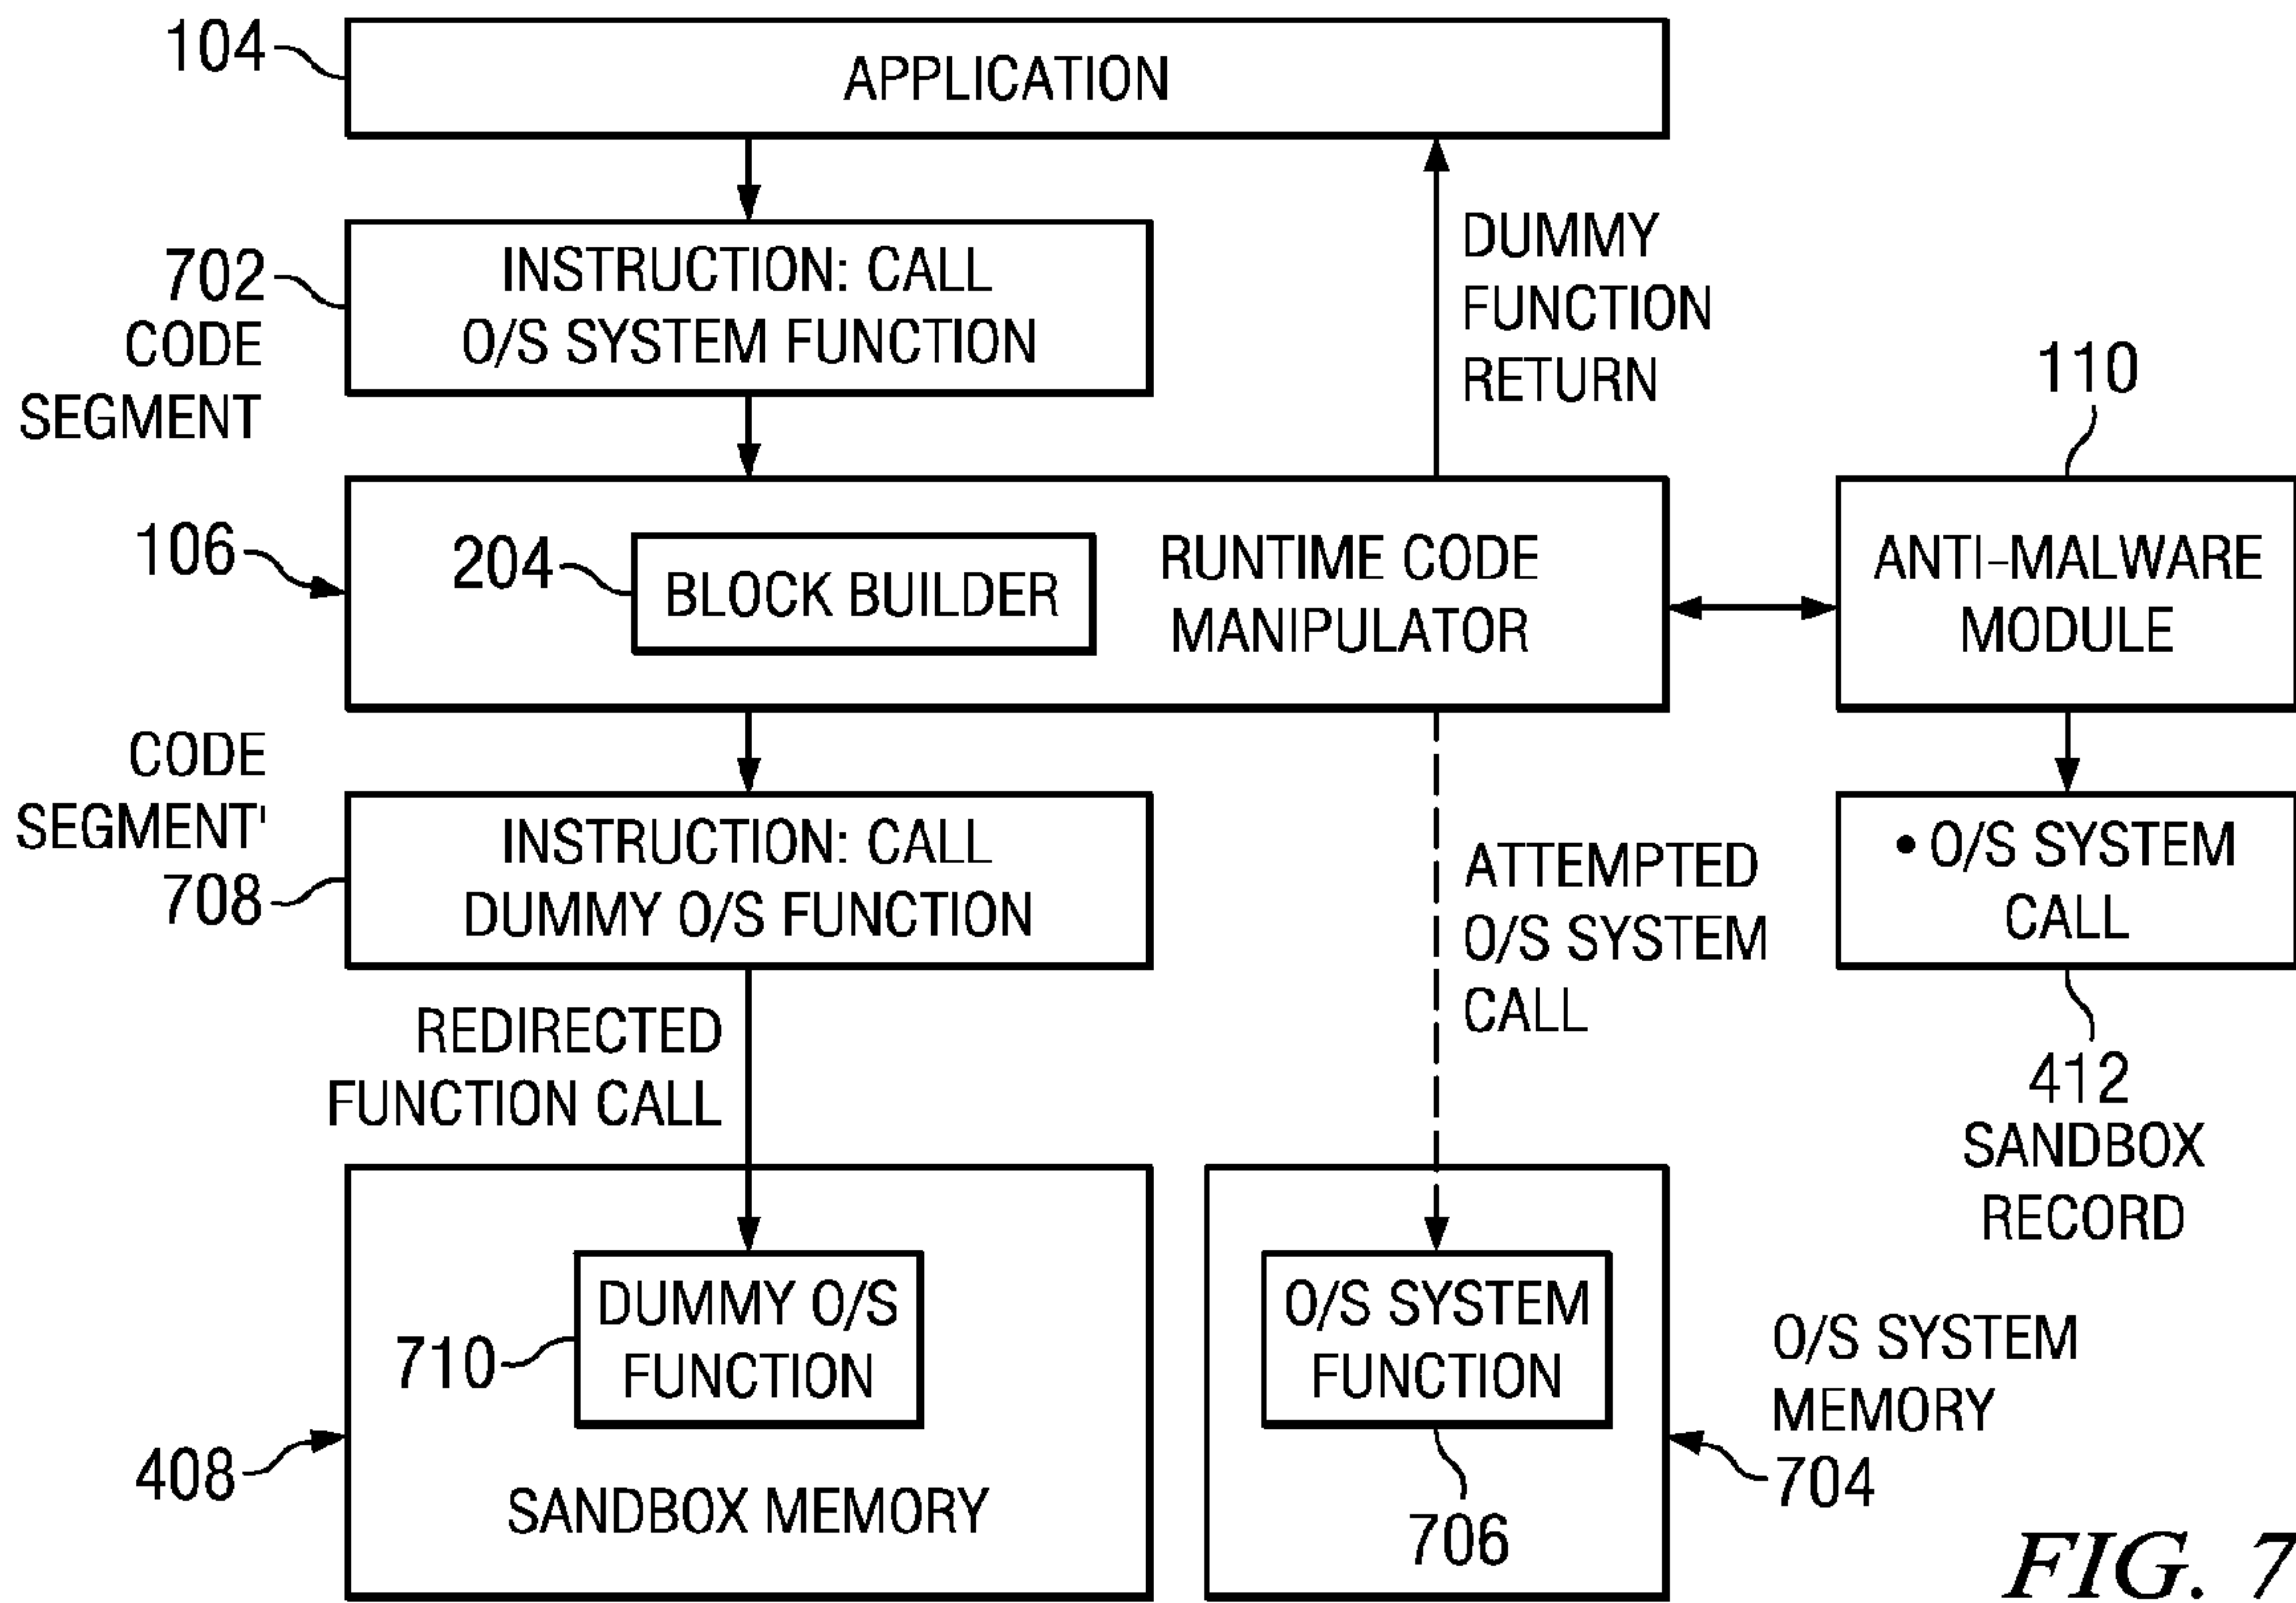 104
APPLICATION
702
CODE
SEGMENT
INSTRUCTION: CALL
O/S SYSTEM FUNCTION
DUMMY
FUNCTION
RETURN
110
106
204
BLOCK BUILDER
RUNTIME CODE
MANIPULATOR
ANTI-MALWARE
MODULE
CODE
SEGMENT'
708
INSTRUCTION: CALL
DUMMY O/S FUNCTION
ATTEMPTED
O/S SYSTEM
CALL
• O/S SYSTEM
CALL
REDIRECTED
FUNCTION CALL
412
SANDBOX
RECORD
710
DUMMY O/S
FUNCTION
408
SANDBOX MEMORY
O/S SYSTEM
FUNCTION
706
O/S SYSTEM
MEMORY
704
FIG. 7